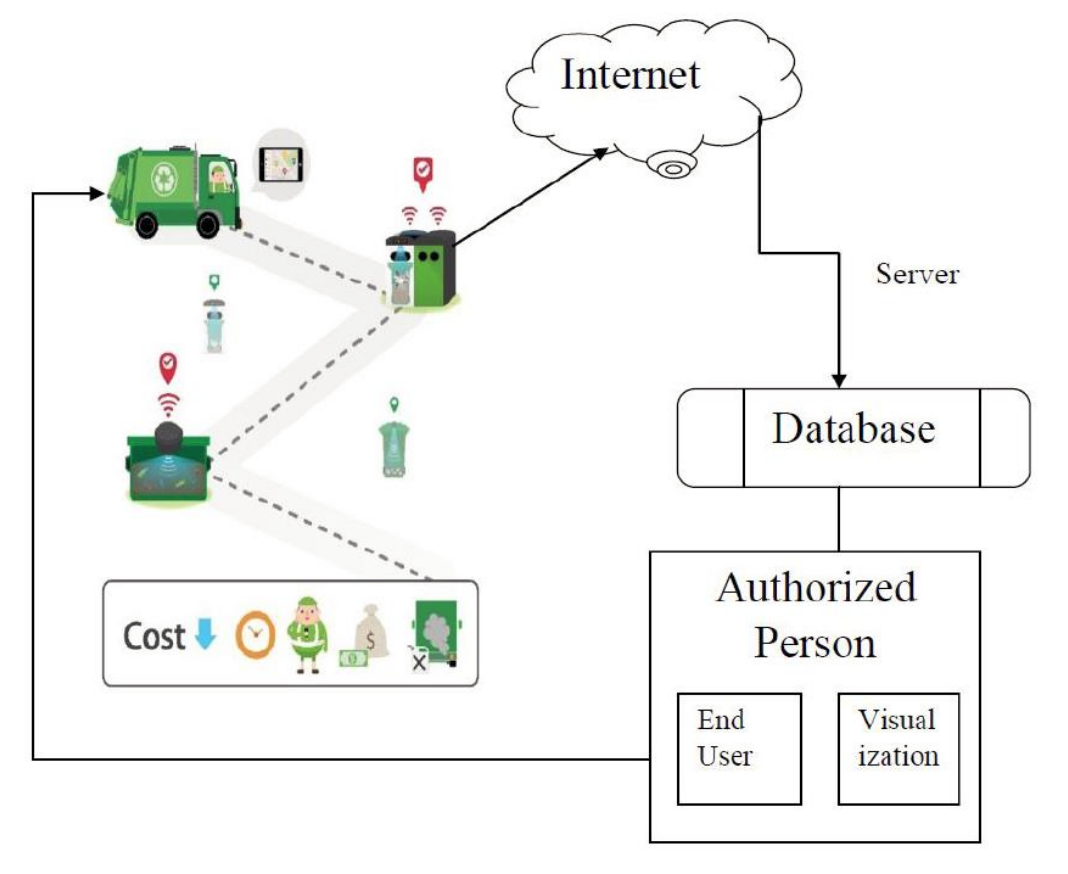 Internet
Server
Database
Authorized
Person
End
User
Visual
ization
Cost
$
X